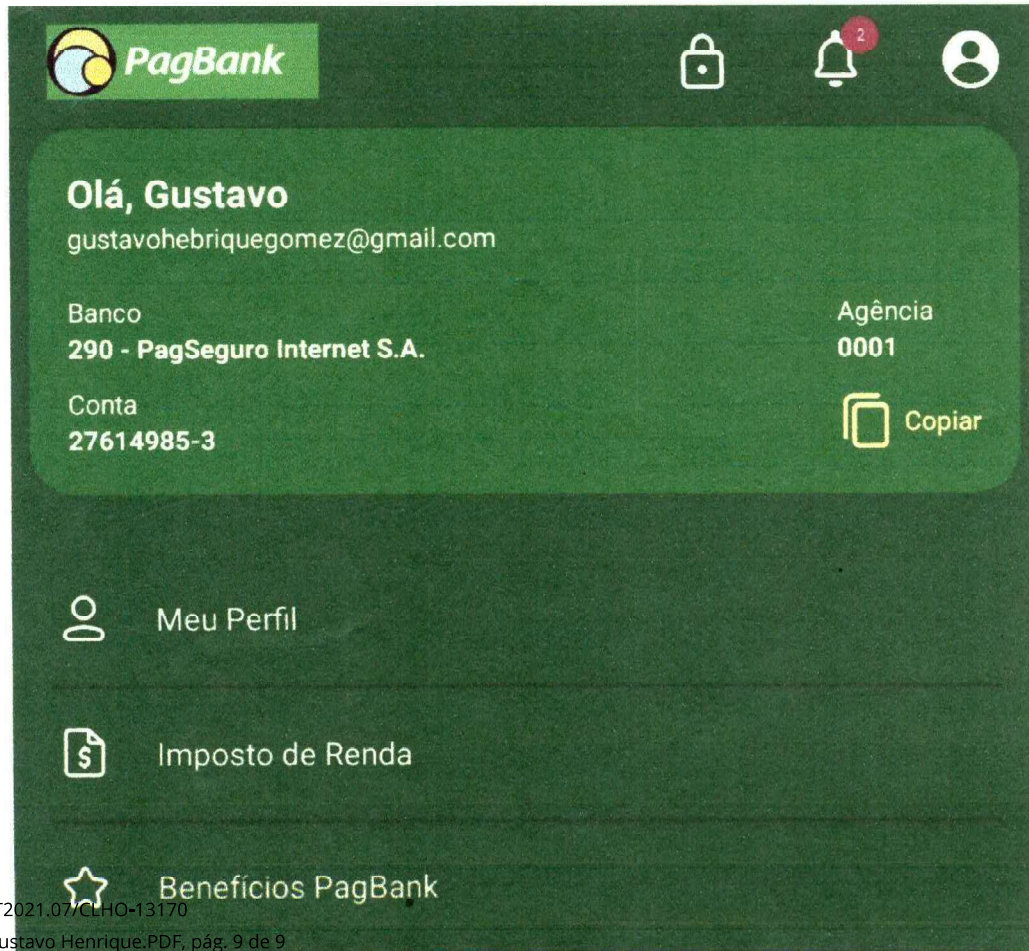 PagBank
2
Olá, Gustavo
gustavohebriquegomez@gmail.com
Banco
Agência
290 - PagSeguro Internet S.A.
0001
Conta
Copiar
27614985-3
Meu Perfil
Imposto de Renda
Benefícios PagBank
T2021.07/CLHO-13170
ustavo Henrique.PDF, pág. 9 de 9